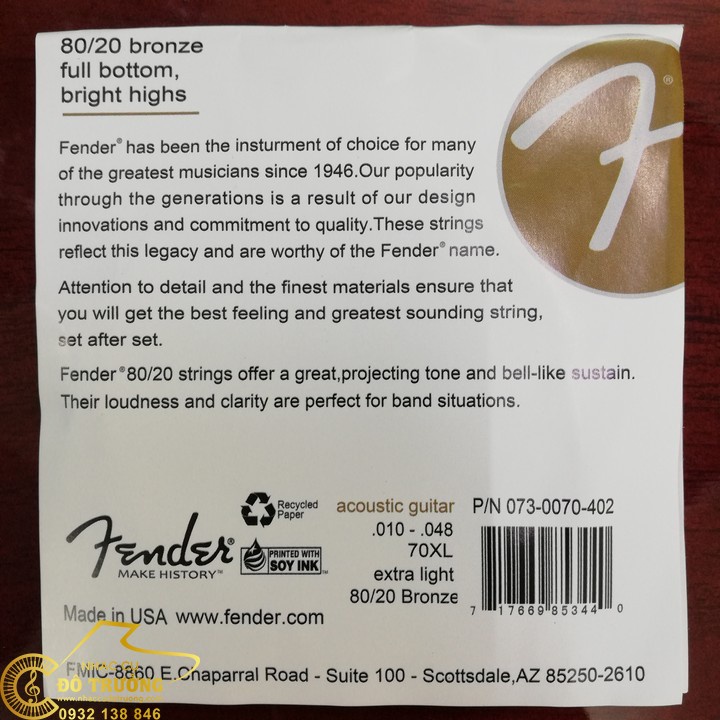 80/20 bronze
full bottom,
bright highs
®
Fender® has been the insturment of choice for many
of the greatest musicians since 1946.Our popularity
through the generations is a result of our design
innovations and commitment to quality.These strings
reflect this legacy and are worthy of the Fender® name.
Attention to detail and the finest materials ensure that
you will get the best feeling and greatest sounding string,
set after set.
Fender ®80/20 strings offer a great,projecting tone and bell-like sustain.
Their loudness and clarity are perfect for band situations.
Recycled
Paper
Fender®
MAKE HISTORY™
PRINTED WITH
SOY INK™
acoustic guitar
.010 - .048
70XL
extra light
80/20 Bronze
P/N 073-0070-402
7 17669 85344 0
Made in USA www.fender.com
FMIC-8860 E.Chaparral Road - Suite 100 - Scottsdale,AZ 85250-2610
NHẠC CỤ
ĐỖ TRƯỜNG
0932 138 846